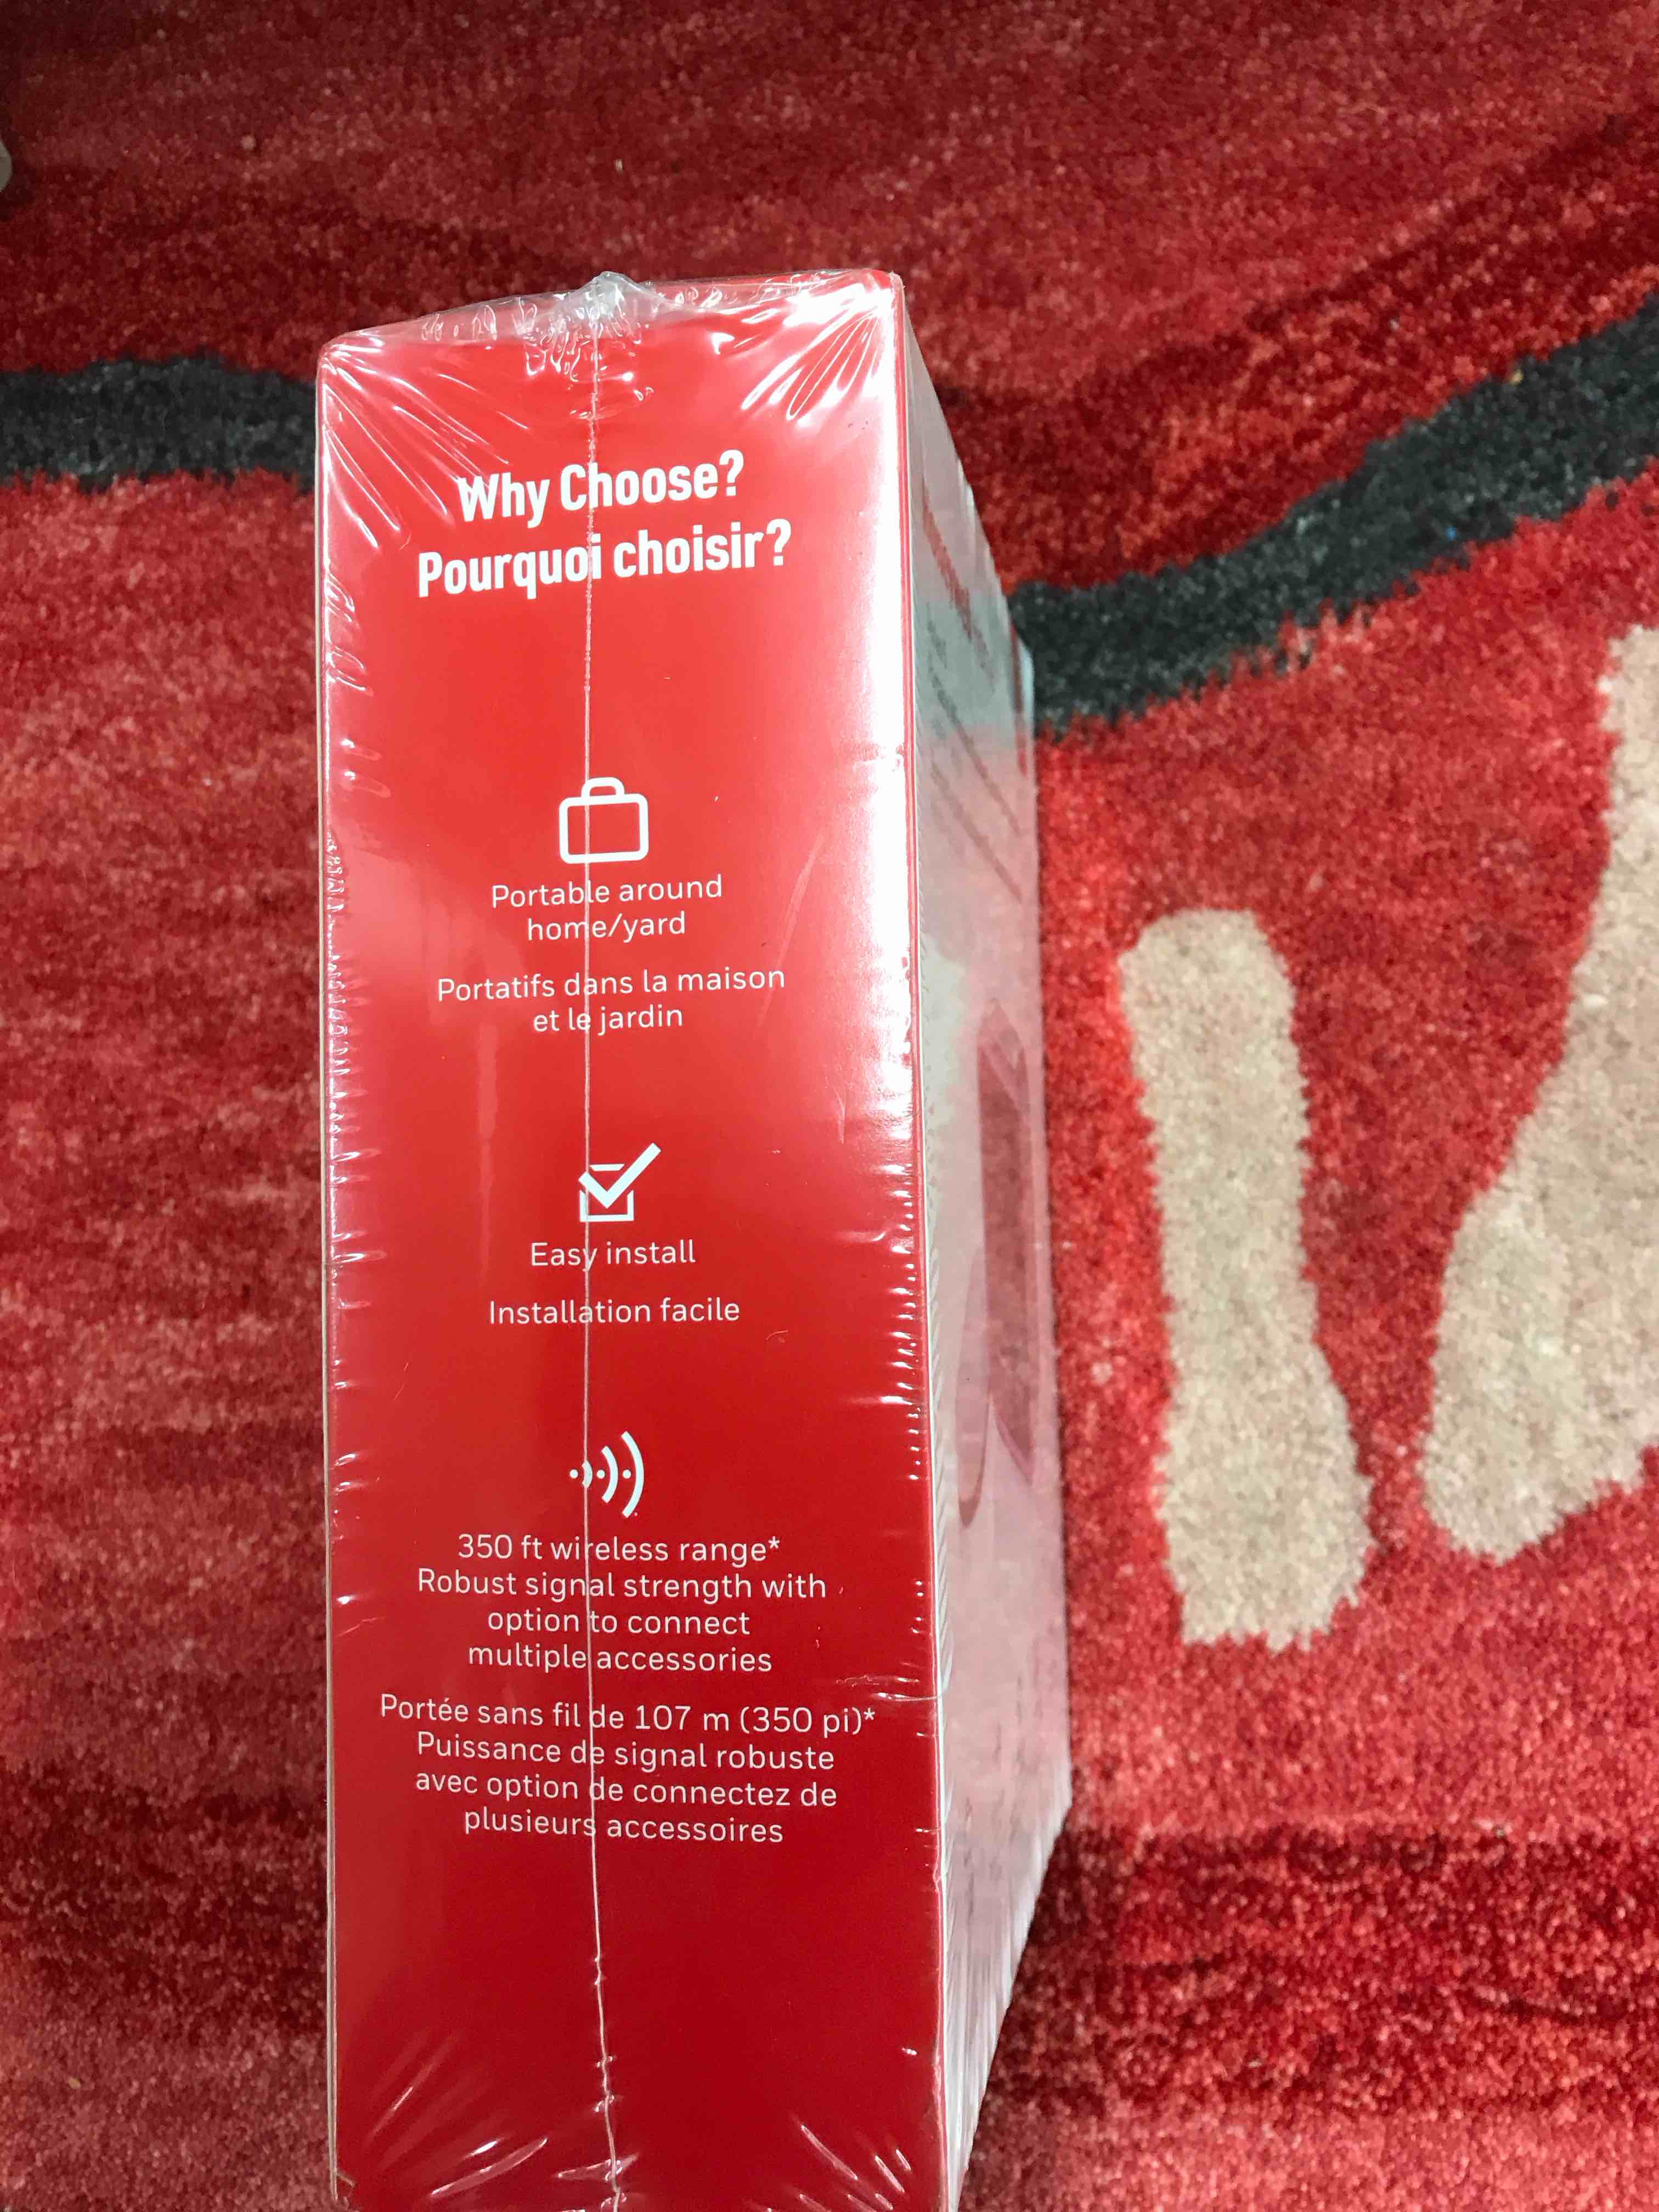 Why Choose?
Pourquoi choisir?
Portable around
home/yard
Portatifs dans la maison
et le jardin
Easy install
Installation facile
350 ft wireless range*
Robust signal strength with
option to connect
multiple accessories
Portée sans fil de 107 m (350 pi)*
Puissance de signal robuste
avec option de connectez de
plusieurs accessoires